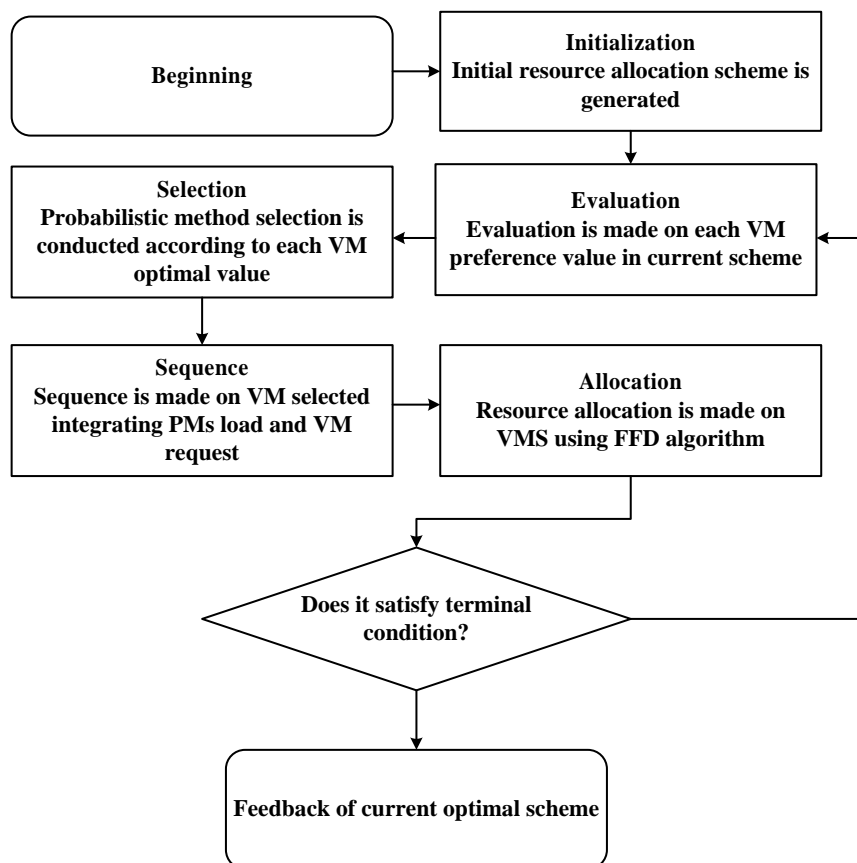 Beginning
Initialization
Initial resource allocation scheme is
generated
Selection
Probabilistic method selection is
conducted according to each VM
optimal value
Evaluation
Evaluation is made on each VM
preference value in current scheme
Sequence
Sequence is made on VM selected
integrating PMs load and VM
request
Allocation
Resource allocation is made on
VMS using FFD algorithm
Does it satisfy terminal
condition?
Feedback of current optimal scheme